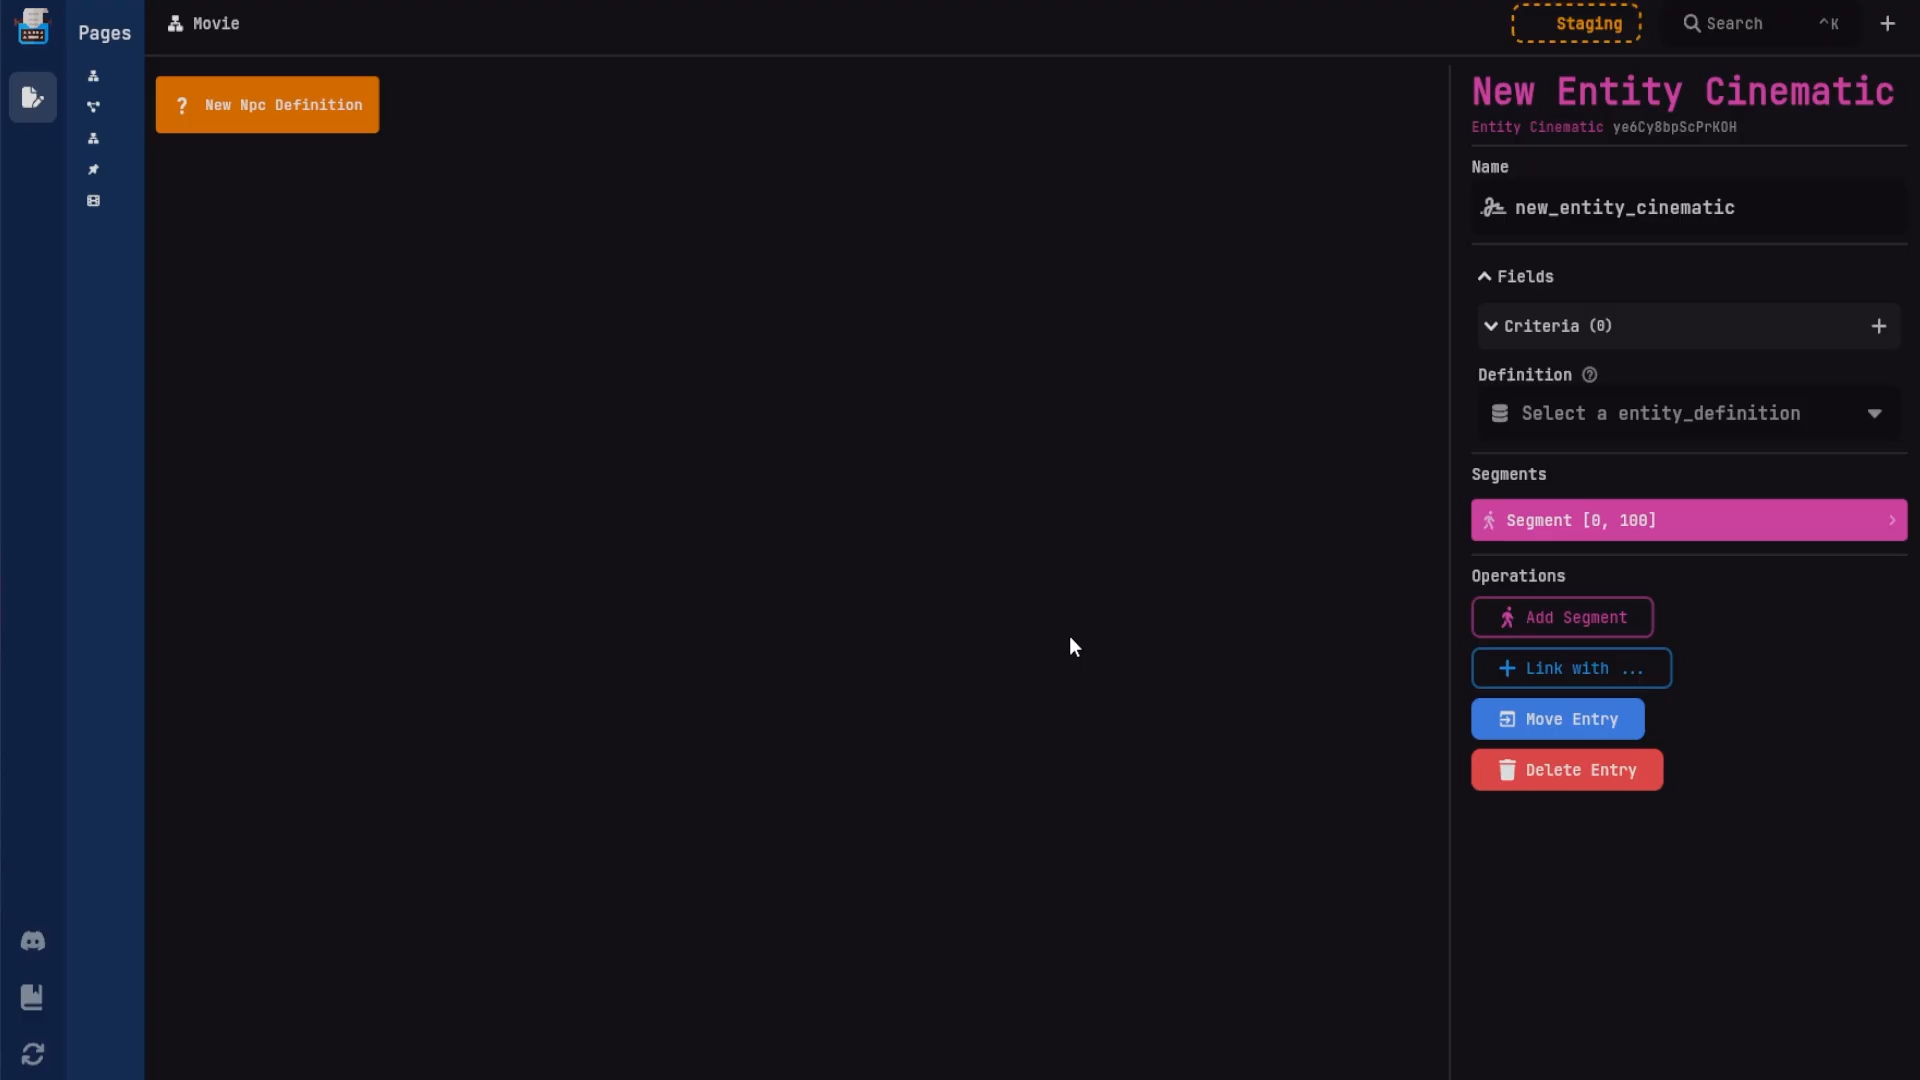 Pages
Movie
Staging
Search
^K
New Npc Definition
New Entity Cinematic
Entity Cinematic ye6Cy8bpScPrKOH
Name
new_entity_cinematic
Fields
Criteria (0)
Definition
Select a entity_definition
Segments
Segment [0, 100]
Operations
Add Segment
Link with ...
Move Entry
Delete Entry